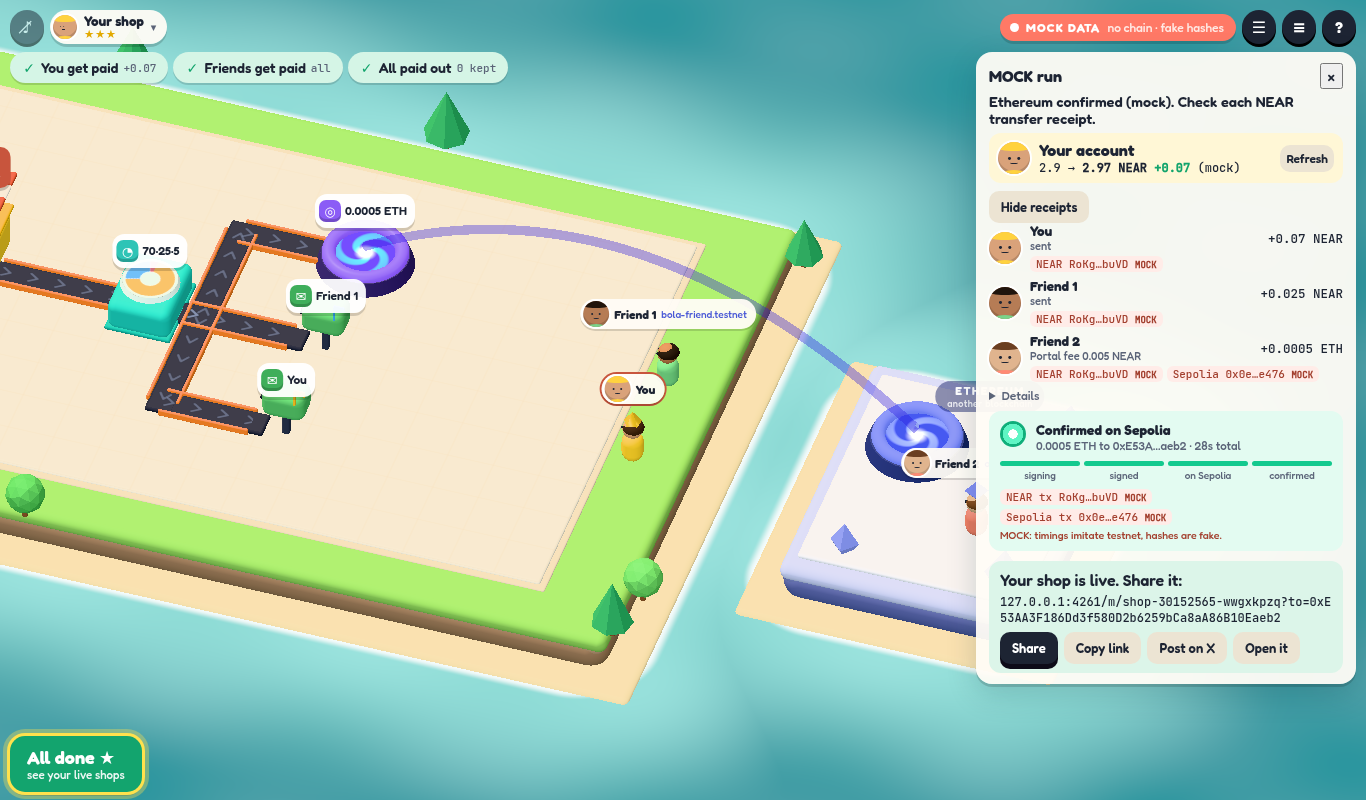 Your shop
★★★
▾
MOCK DATA no chain · fake hashes
☰
≡
?
✓ You get paid +0.07
✓ Friends get paid all
✓ All paid out 0 kept
MOCK run
×
Ethereum confirmed (mock). Check each NEAR
transfer receipt.
Your account
2.9 → 2.97 NEAR +0.07 (mock)
Refresh
Hide receipts
You
sent
+0.07 NEAR
NEAR RoKg…buVD MOCK
Friend 1
sent
+0.025 NEAR
NEAR RoKg…buVD MOCK
Friend 2
Portal fee 0.005 NEAR
+0.0005 ETH
NEAR RoKg…buVD MOCK Sepolia 0x0e…e476 MOCK
▶ Details
Confirmed on Sepolia
0.0005 ETH to 0xE53A…aeb2 · 28s total
signing signed on Sepolia confirmed
NEAR tx RoKg…buVD MOCK
Sepolia tx 0x0e…e476 MOCK
MOCK: timings imitate testnet, hashes are fake.
Your shop is live. Share it:
127.0.0.1:4261/m/shop-30152565-wwgxkpzq?to=0xE
53AA3F186Dd3f580D2b6259bCa8aA86B10Eaeb2
Share Copy link Post on X Open it
0.0005 ETH
70·25·5
Friend 1
You
Friend 1 bola-friend.testnet
You
Friend 2
All done ★
see your live shops